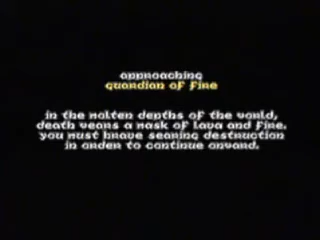 approaching
guardian of fire
in the molten depths of the world,
death wears a mask of lava and fire.
you must brave searing destruction
in order to continue onward.